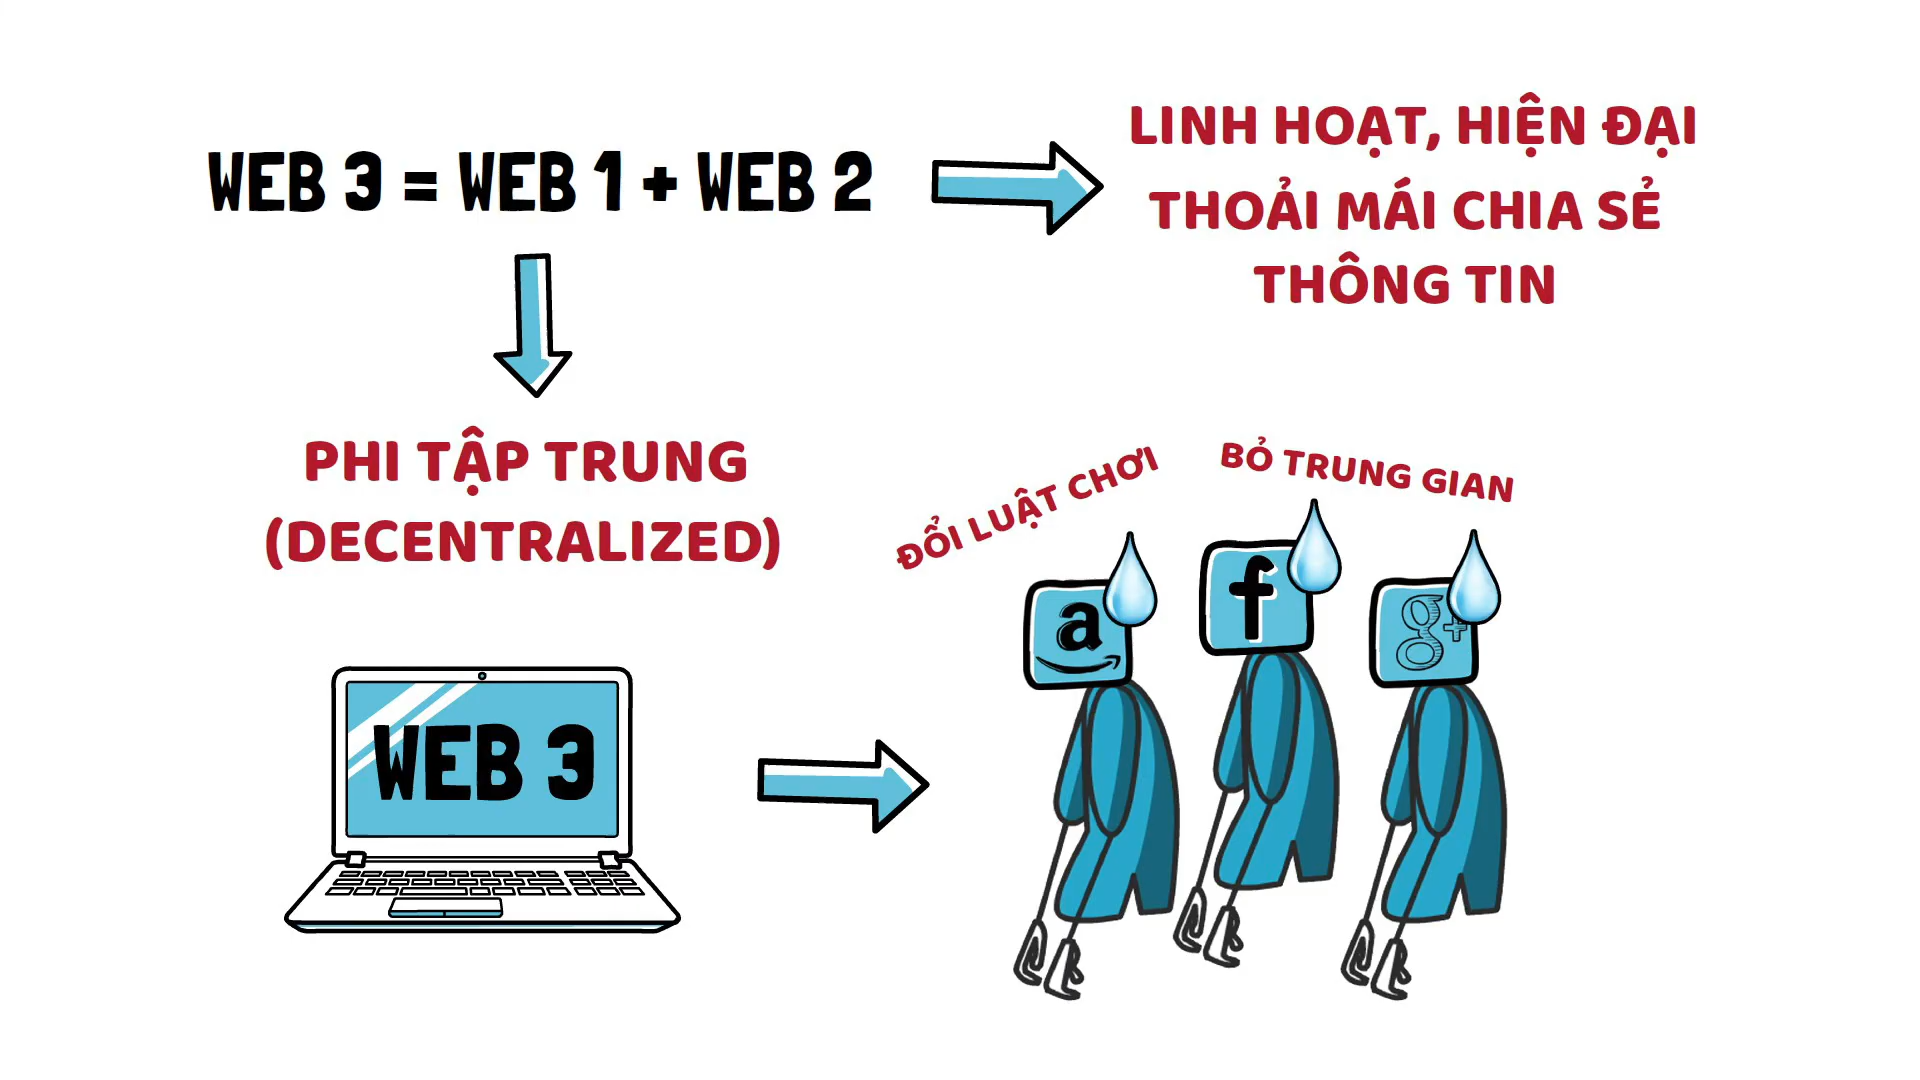 WEB 3 = WEB 1 + WEB 2
LINH HOẠT, HIỆN ĐẠI
THOẢI MÁI CHIA SẺ
THÔNG TIN
PHI TẬP TRUNG
(DECENTRALIZED)
ĐỔI LUẬT CHƠI
BỎ TRUNG GIAN
WEB 3
a
f
g+